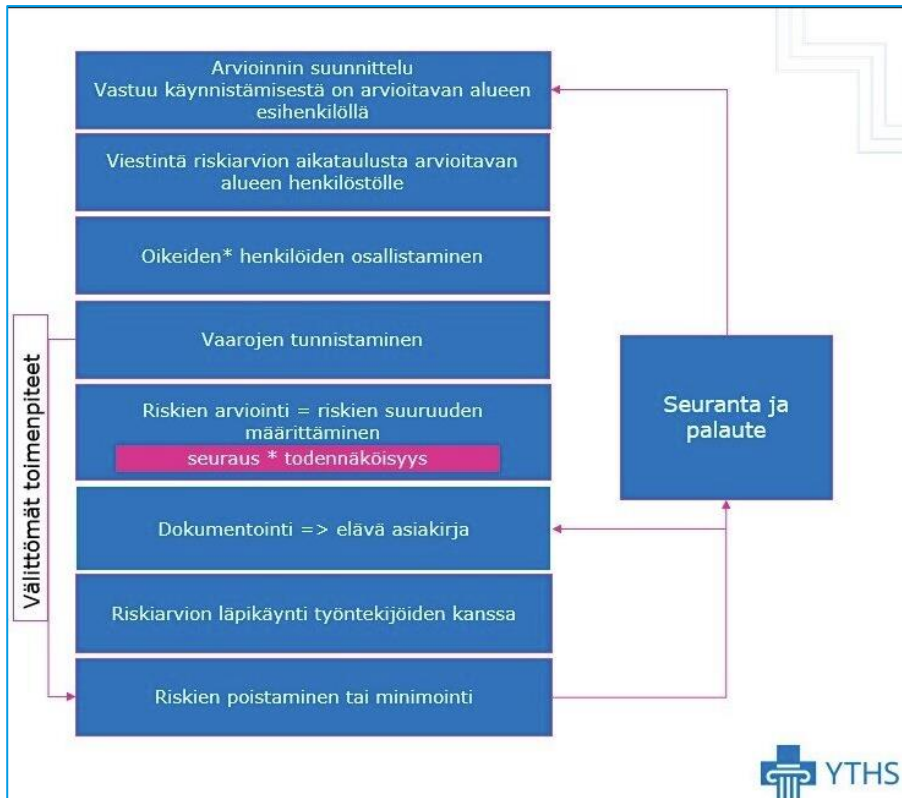 Arvioinnin suunnittelu
Vastuu käynnistämisestä on arvioitavan alueen
esihenkilöllä
Viestintä riskiarvion aikataulusta arvioitavan
alueen henkilöstölle
Oikeiden* henkilöiden osallistaminen
Vaarojen tunnistaminen
Riskien arviointi = riskien suuruuden
määrittäminen
seuraus * todennäköisyys
Dokumentointi => elävä asiakirja
Riskiarvion läpikäynti työntekijöiden kanssa
Riskien poistaminen tai minimointi
Välittömät toimenpiteet
Seuranta ja
palaute
YTHS